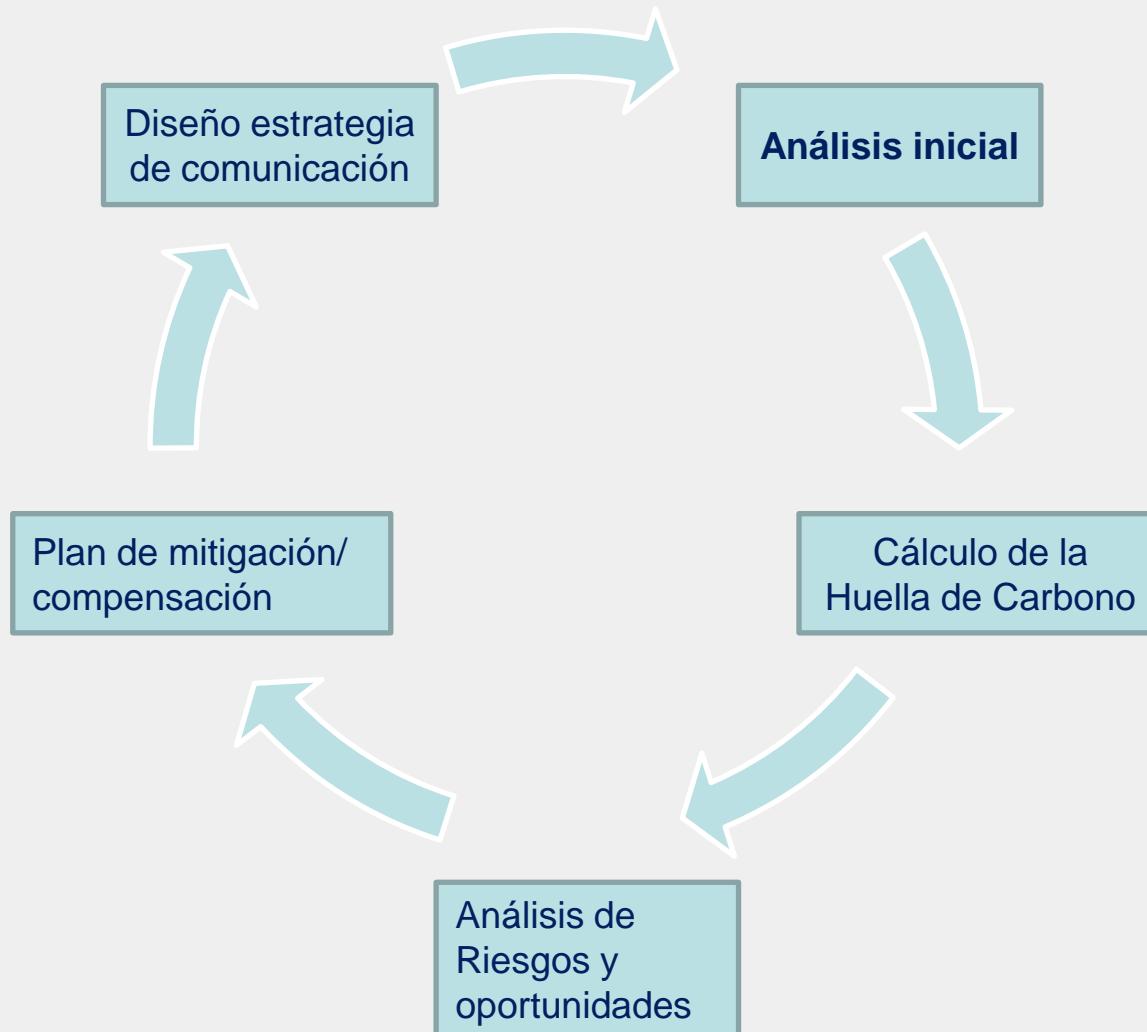 Diseño estrategia
de comunicación
Análisis inicial
Cálculo de la
Huella de Carbono
Análisis de
Riesgos y
oportunidades
Plan de mitigación/
compensación